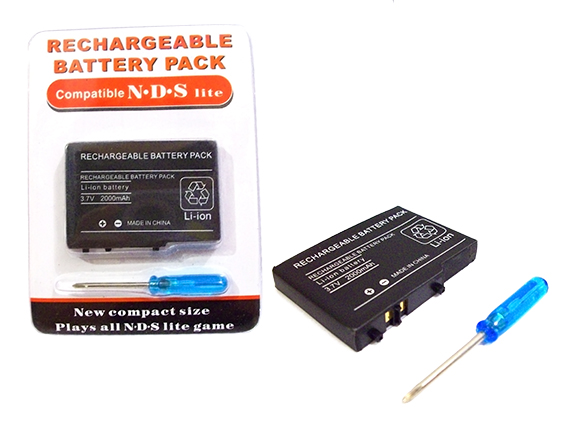 RECHARGEABLE
BATTERY PACK
Compatible N·D·S lite
RECHARGEABLE BATTERY PACK
RECHARGEABLE BATTERY PACK
Li-ion battery
3.7V 2000mAh
Li-ion
MADE IN CHINA
New compact size
Plays all N·D·S lite game
RECHARGEABLE BATTERY PACK
RECHARGEABLE BATTERY PACK
Li-ion battery
3.7V 2000mAH
Li-ion
MADE IN CHINA